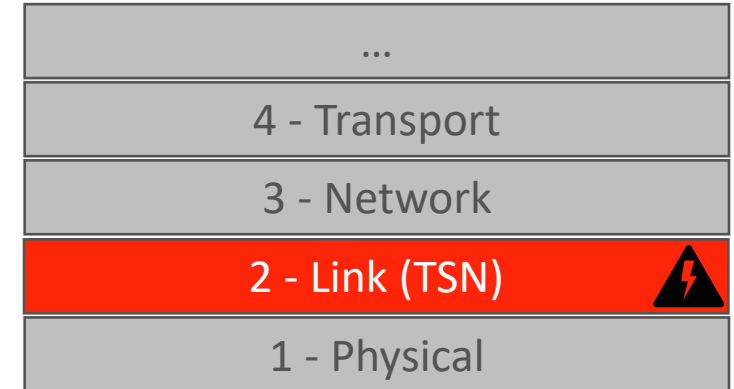 ...
4 - Transport
3 - Network
2 - Link (TSN)
1 - Physical